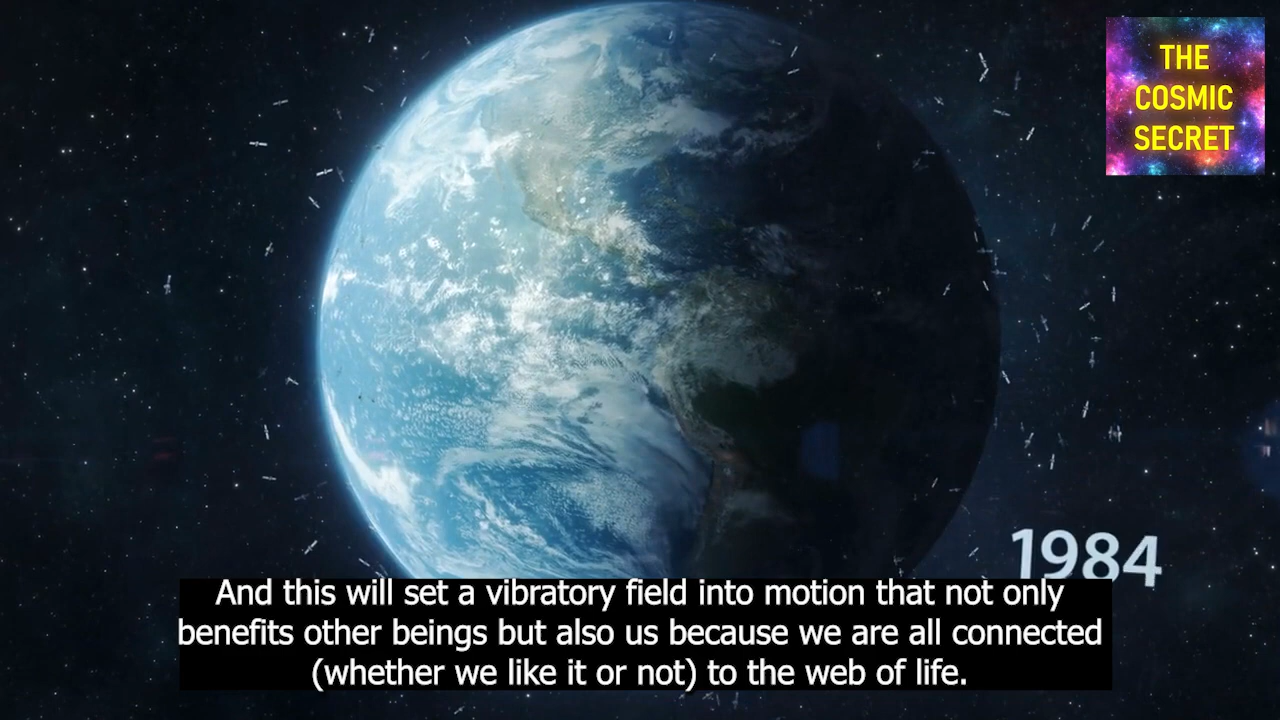 THE
COSMIC
SECRET
1984
And this will set a vibratory field into motion that not only
benefits other beings but also us because we are all connected
(whether we like it or not) to the web of life.